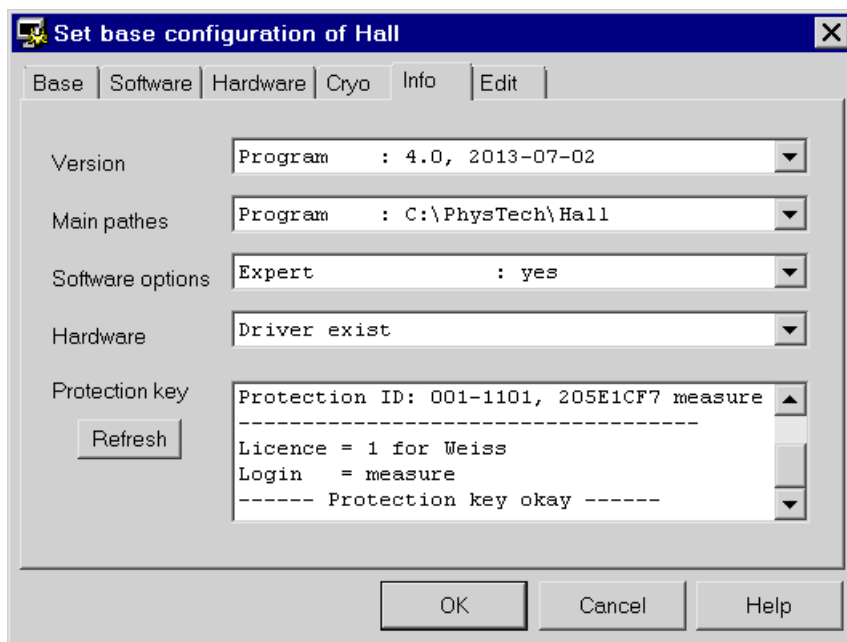 Set base configuration of Hall
Base Software Hardware Cryo Info Edit
Version Program : 4.0, 2013-07-02
Main pathes Program : C:\PhysTech\Hall
Software options Expert : yes
Hardware Driver exist
Protection key Protection ID: 001-1101, 205E1CF7 measure
------------------------------------
Refresh Licence = 1 for Weiss
Login = measure
------ Protection key okay ------
OK Cancel Help